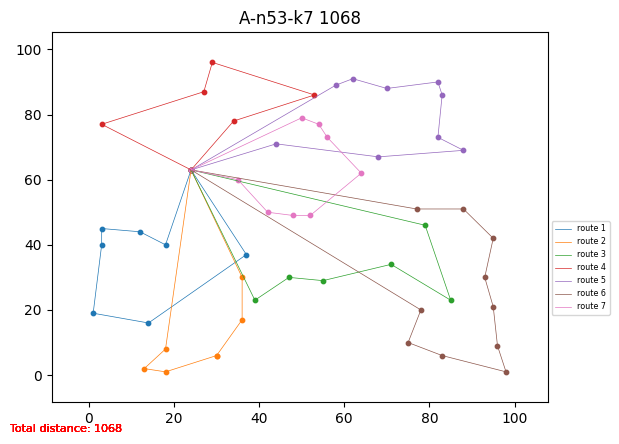 A-n53-k7 1068
100
80
60
40
20
0
0 20 40 60 80 100
route 1
route 2
route 3
route 4
route 5
route 6
route 7
Total distance: 1068